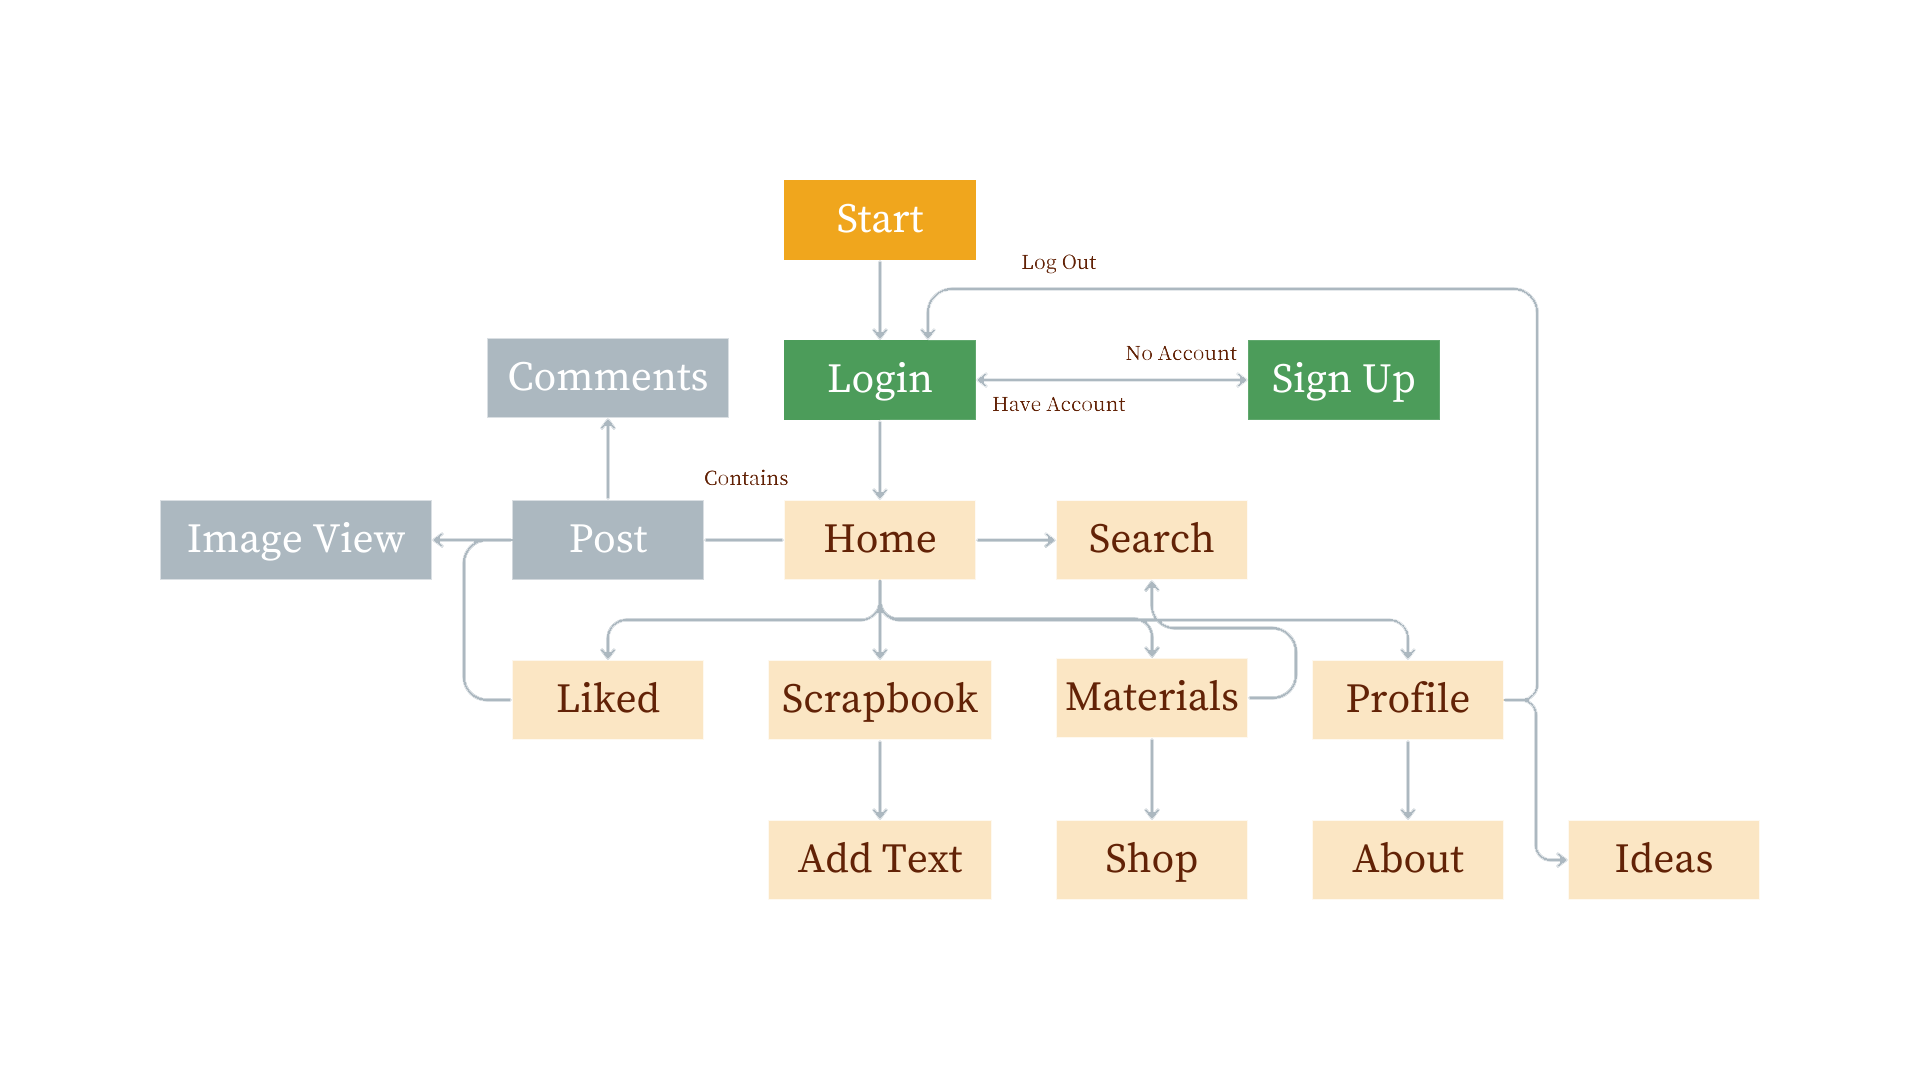 Start
Log Out
Comments
Login
No Account
Have Account
Sign Up
Contains
Image View
Post
Home
Search
Liked
Scrapbook
Materials
Profile
Add Text
Shop
About
Ideas